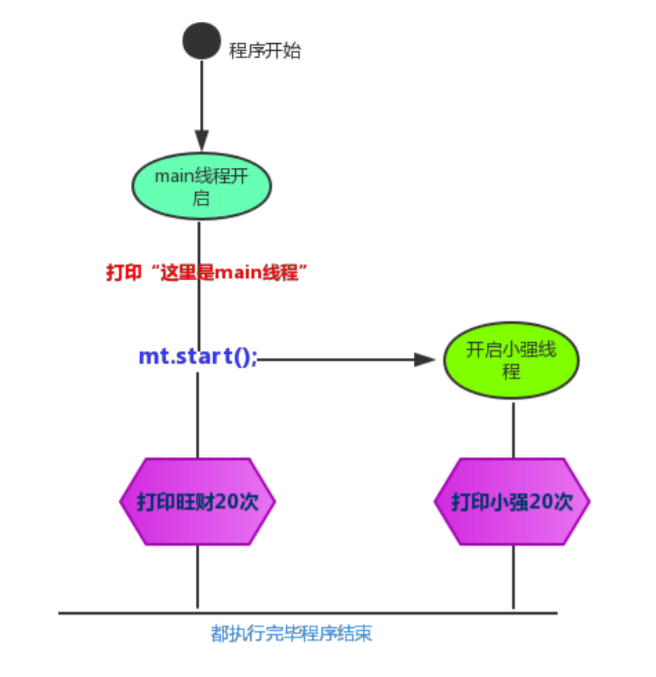 程序开始
main线程开
启
打印“这里是main线程”
mt.start();
开启小强线
程
打印旺财20次
打印小强20次
都执行完毕程序结束